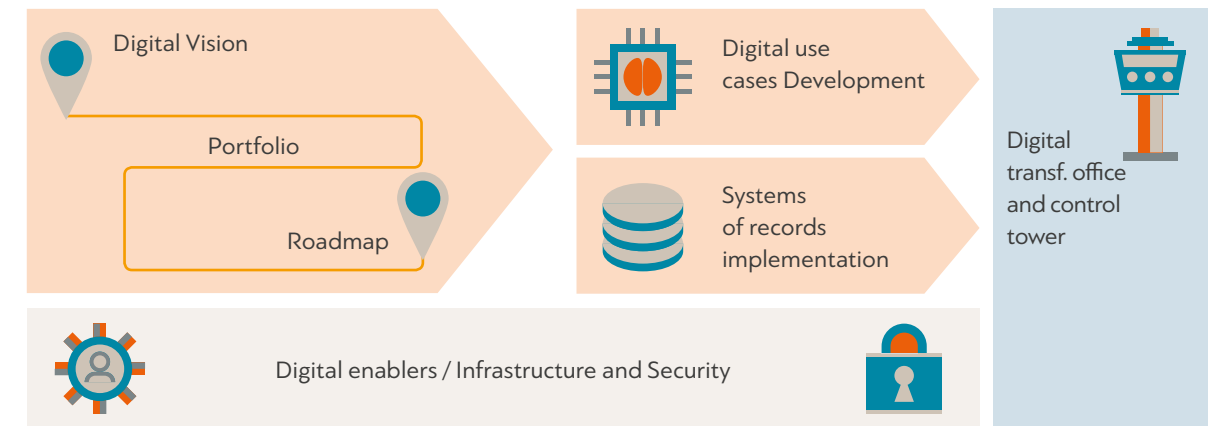 Digital Vision
Portfolio
Roadmap
Digital use
cases Development
Systems
of records
implementation
Digital
transf. office
and control
tower
Digital enablers / Infrastructure and Security